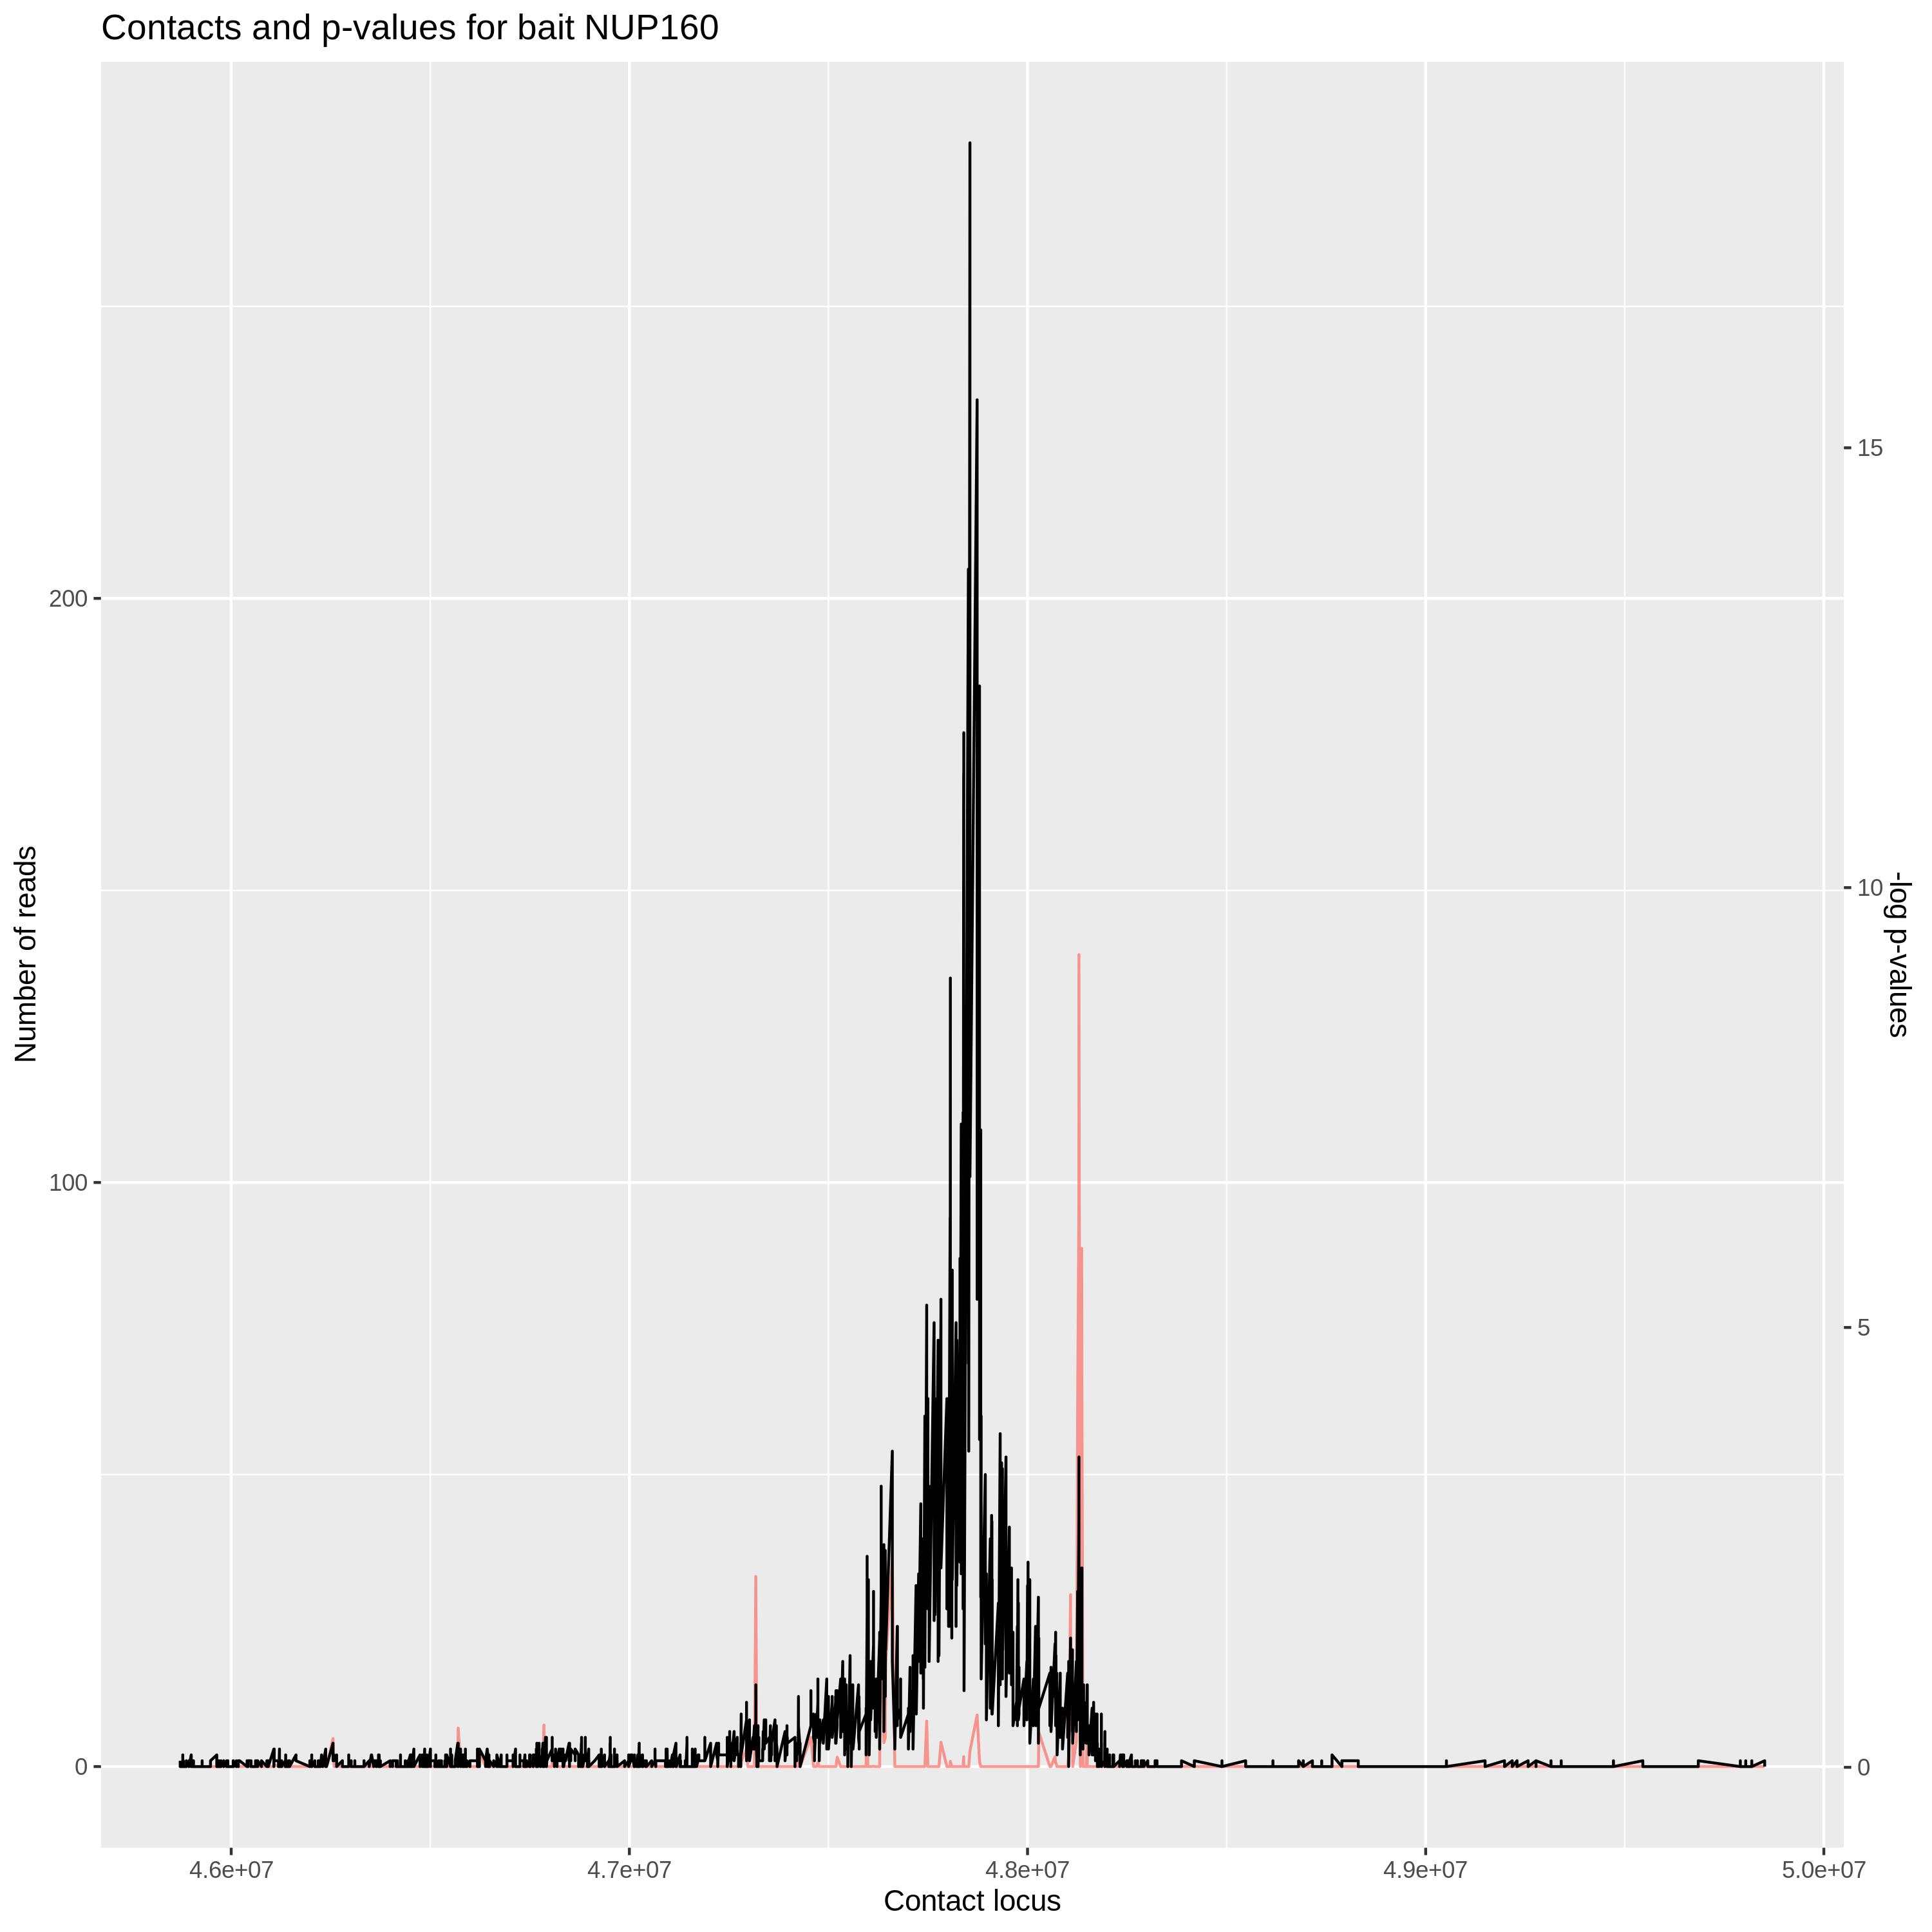 Contacts and p-values for bait NUP160
Number of reads
200
100
0
15
10
5
0
-log p-values
4.6e+07
4.7e+07
4.8e+07
4.9e+07
5.0e+07
Contact locus